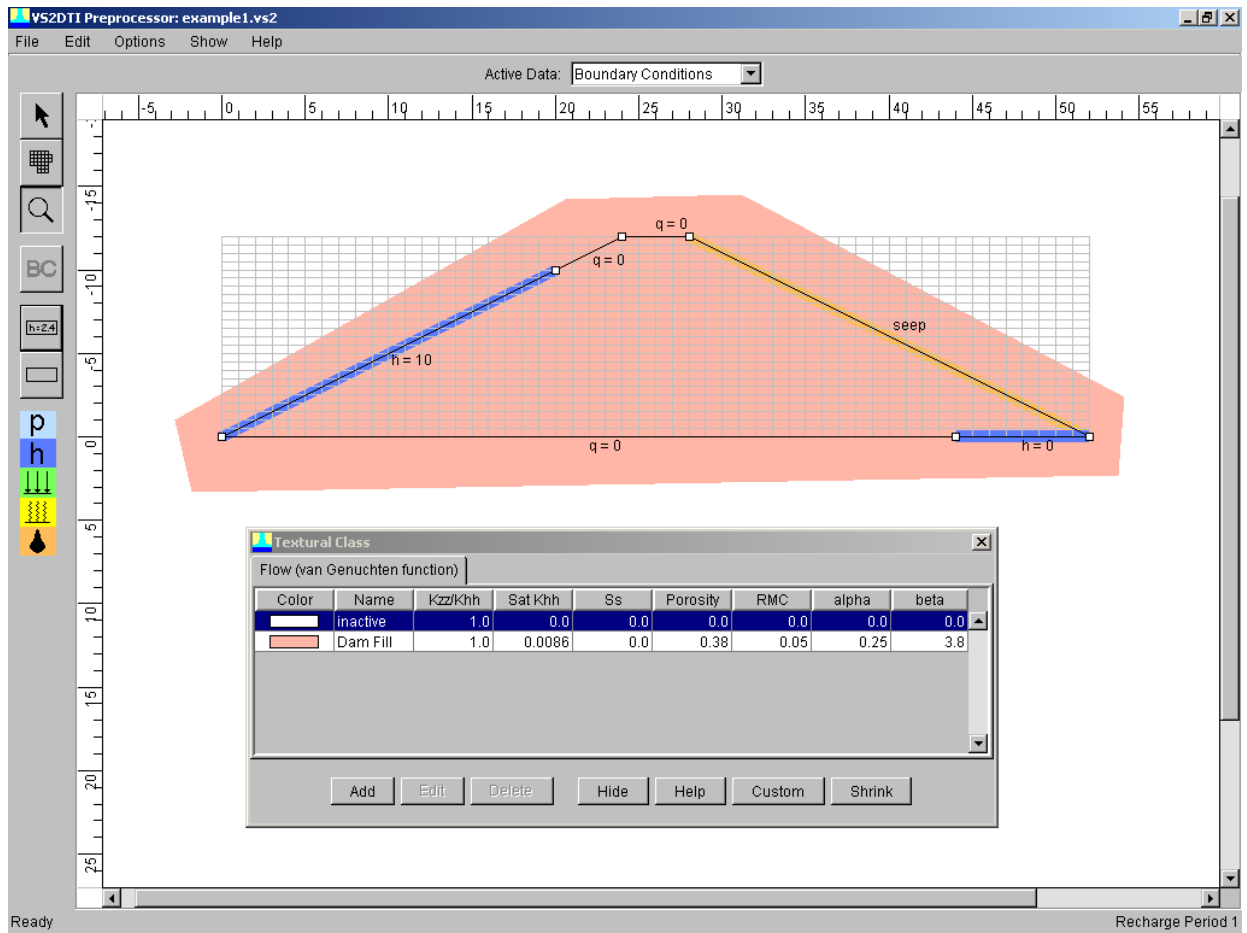 VS2DTI Preprocessor: example1.vs2
File Edit Options Show Help
Active Data: Boundary Conditions
-5 0 5 10 15 20 25 30 35 40 45 50 55
-15
-10
-5
0
5
10
15
20
25
BC
h=2.4
p
h
q = 0
q = 0
seep
h = 10
q = 0
h = 0
Textural Class
Flow (van Genuchten function)
Color Name Kzz/Khh Sat Khh Ss Porosity RMC alpha beta
inactive 1.0 0.0 0.0 0.0 0.0 0.0 0.0
Dam Fill 1.0 0.0086 0.0 0.38 0.05 0.25 3.8
Add Edit Delete Hide Help Custom Shrink
Ready Recharge Period 1